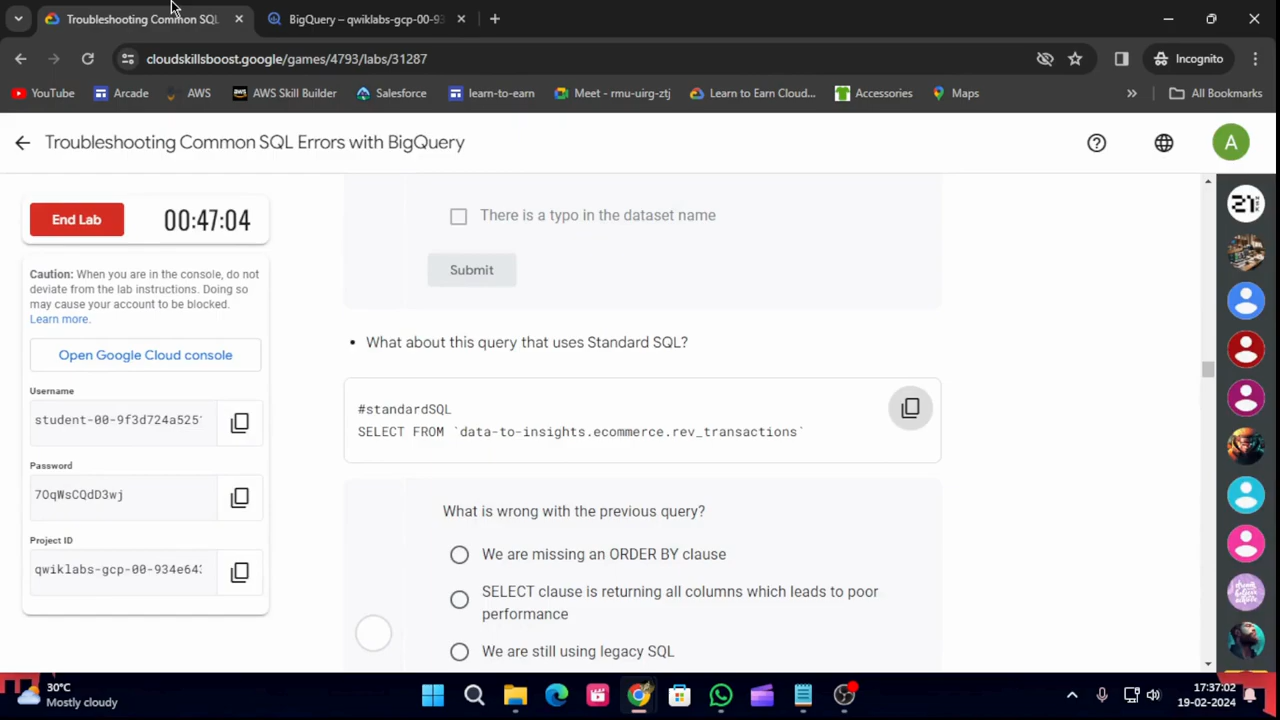 Troubleshooting Common SQL
BigQuery – qwiklabs-gcp-00-93
cloudskillsboost.google/games/4793/labs/31287
Incognito
YouTube
Arcade
AWS
AWS Skill Builder
Salesforce
learn-to-earn
Meet - rmu-uirg-ztj
Learn to Earn Cloud...
Accessories
Maps
All Bookmarks
Troubleshooting Common SQL Errors with BigQuery
A
End Lab
00:47:04
Caution: When you are in the console, do not
deviate from the lab instructions. Doing so
may cause your account to be blocked.
Learn more.
Open Google Cloud console
Username
student-00-9f3d724a525
Password
7OqWsCQdD3wj
Project ID
qwiklabs-gcp-00-934e64
There is a typo in the dataset name
Submit
• What about this query that uses Standard SQL?
#standardSQL
SELECT FROM `data-to-insights.ecommerce.rev_transactions`
What is wrong with the previous query?
We are missing an ORDER BY clause
SELECT clause is returning all columns which leads to poor
performance
We are still using legacy SQL
21
30°C
Mostly cloudy
17:37:02
19-02-2024